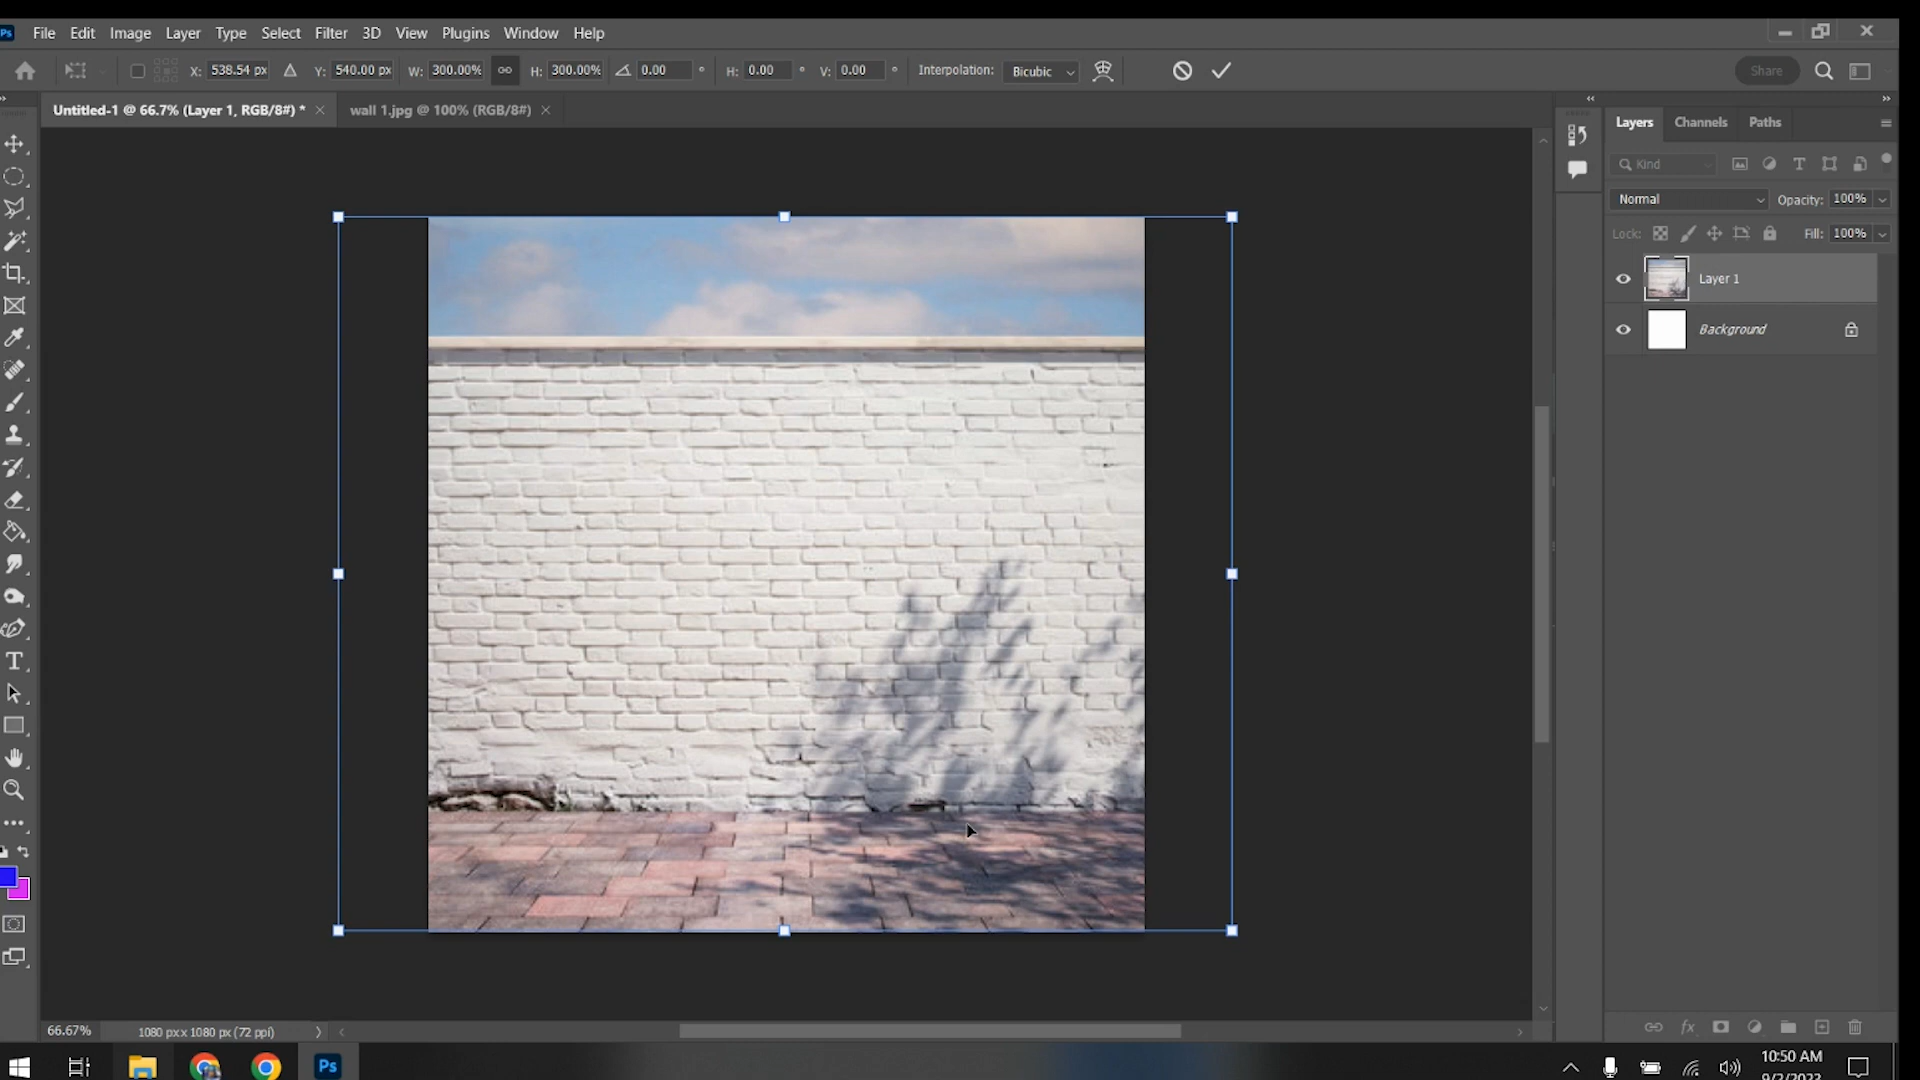 Ps File Edit Image Layer Type Select Filter 3D View Plugins Window Help
X: 538.54 px Y: 540.00 px W: 300.00% H: 300.00% 0.00 ° H: 0.00 ° V: 0.00 ° Interpolation: Bicubic Share
Untitled-1 @ 66.7% (Layer 1, RGB/8#) * × wall 1.jpg @ 100% (RGB/8#) ×
Layers Channels Paths
Kind
Normal Opacity: 100%
Lock: Fill: 100%
Layer 1
Background
66.67% 1080 px x 1080 px (72 ppi)
fx
Ps
10:50 AM